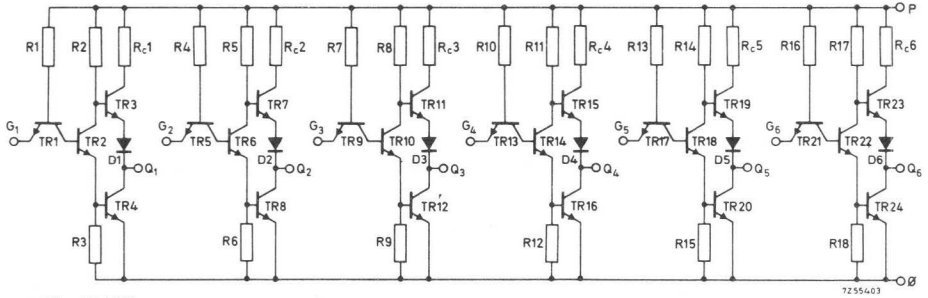 P
R1 R2 Rc1 R4 R5 Rc2 R7 R8 Rc3 R10 R11 Rc4 R13 R14 Rc5 R16 R17 Rc6
TR3 TR7 TR11 TR15 TR19 TR23
G1 G2 G3 G4 G5 G6
TR1 TR2 TR5 TR6 TR9 TR10 TR13 TR14 TR17 TR18 TR21 TR22
D1 D2 D3 D4 D5 D6
Q1 Q2 Q3 Q4 Q5 Q6
TR4 TR8 TR12 TR16 TR20 TR24
R3 R6 R9 R12 R15 R18
Ø
7Z55403